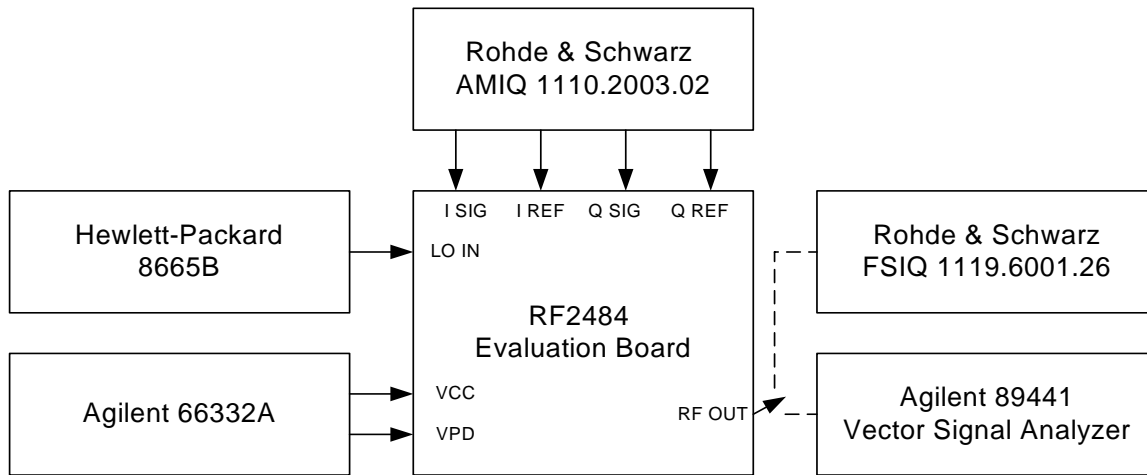 Rohde & Schwarz
AMIQ 1110.2003.02
I SIG I REF Q SIG Q REF
Hewlett-Packard
8665B
LO IN
Rohde & Schwarz
FSIQ 1119.6001.26
RF2484
Evaluation Board
Agilent 66332A
VCC
VPD
RF OUT
Agilent 89441
Vector Signal Analyzer